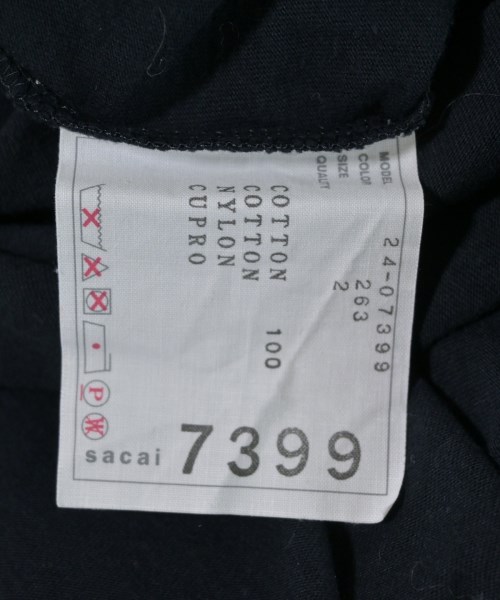 MODEL 24-07399
COLOR 263
SIZE 2
QUALITY
COTTON 100
COTTON
NYLON
CUPRO
P
W
sacai 7399